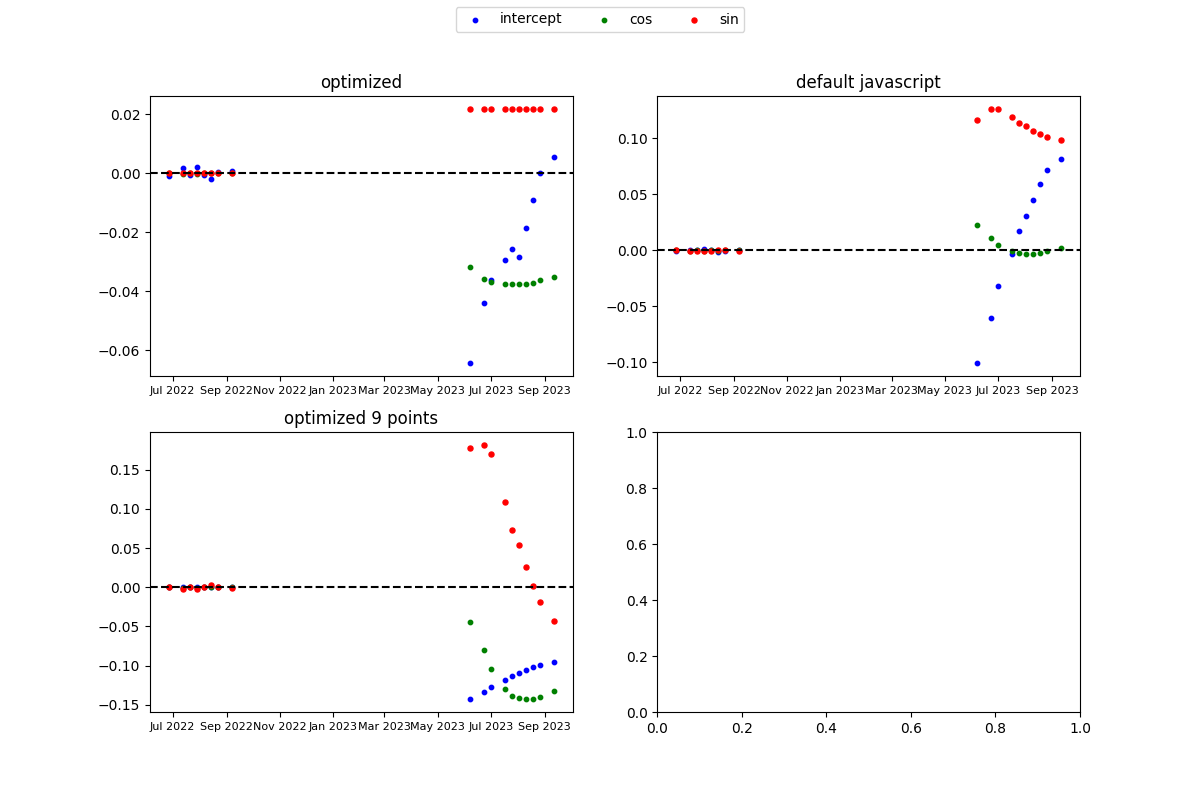 intercept cos sin
optimized
0.02
0.00
−0.02
−0.04
−0.06
Jul 2022 Sep 2022 Nov 2022 Jan 2023 Mar 2023 May 2023 Jul 2023 Sep 2023
default javascript
0.10
0.05
0.00
−0.05
−0.10
Jul 2022 Sep 2022 Nov 2022 Jan 2023 Mar 2023 May 2023 Jul 2023 Sep 2023
optimized 9 points
0.15
0.10
0.05
0.00
−0.05
−0.10
−0.15
Jul 2022 Sep 2022 Nov 2022 Jan 2023 Mar 2023 May 2023 Jul 2023 Sep 2023
1.0
0.8
0.6
0.4
0.2
0.0
0.0 0.2 0.4 0.6 0.8 1.0